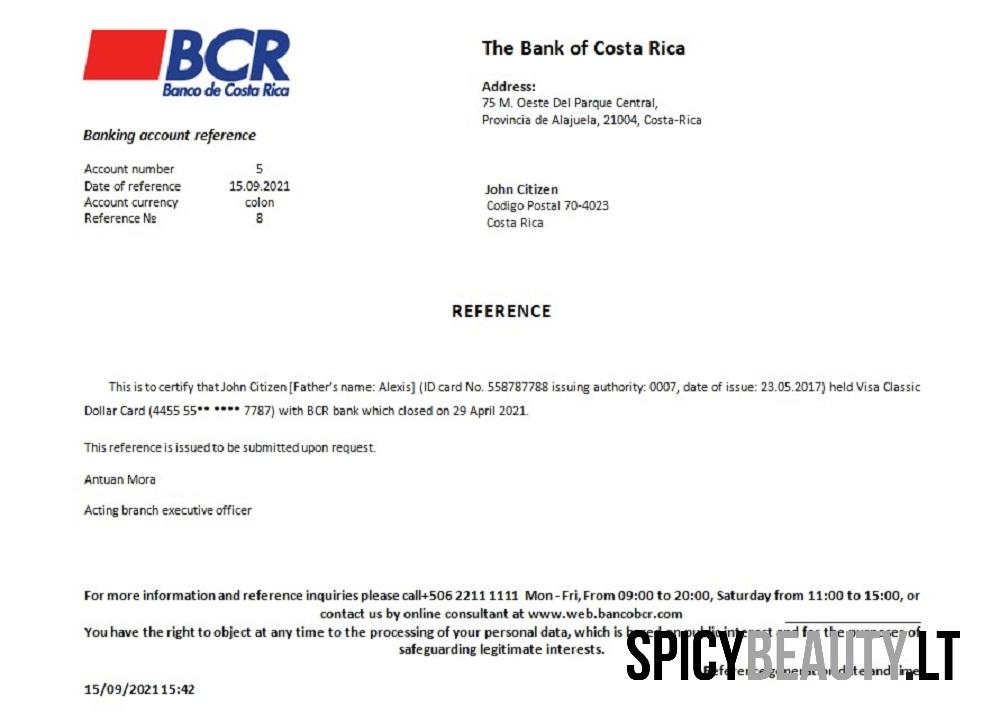 BCR
Banco de Costa Rica
The Bank of Costa Rica
Address:
75 M. Oeste Del Parque Central,
Provincia de Alajuela, 21004, Costa-Rica
Banking account reference
Account number 5
Date of reference 15.09.2021
Account currency colon
Reference № 8
John Citizen
Codigo Postal 70-4023
Costa Rica
REFERENCE
This is to certify that John Citizen [Father's name: Alexis] (ID card No. 558787788 issuing authority: 0007, date of issue: 23.05.2017) held Visa Classic
Dollar Card (4455 55•• •••• 7787) with BCR bank which closed on 29 April 2021.
This reference is issued to be submitted upon request.
Antuan Mora
Acting branch executive officer
For more information and reference inquiries please call+506 2211 1111 Mon - Fri, From 09:00 to 20:00, Saturday from 11:00 to 15:00, or
contact us by online consultant at www.web.bancobcr.com
You have the right to object at any time to the processing of your personal data, which is based on public interest and for the purposes of
safeguarding legitimate interests.
Reference generation date and time
15/09/2021 15:42
SPICYBEAUTY.LT